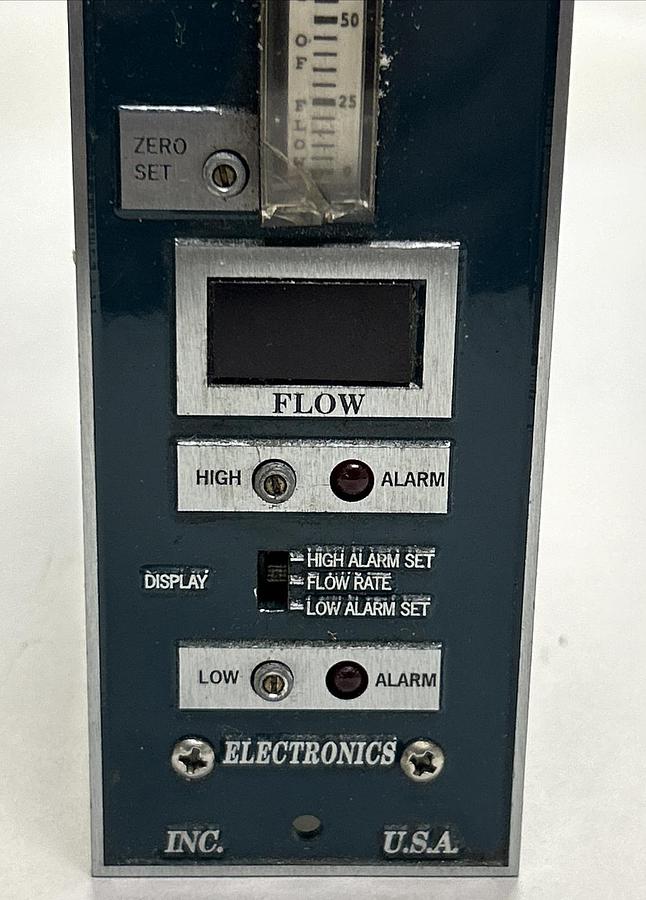 50
OF FLOW
25
0
ZERO
SET
FLOW
HIGH
ALARM
HIGH ALARM SET
DISPLAY
FLOW RATE
LOW ALARM SET
LOW
ALARM
ELECTRONICS
INC.
U.S.A.